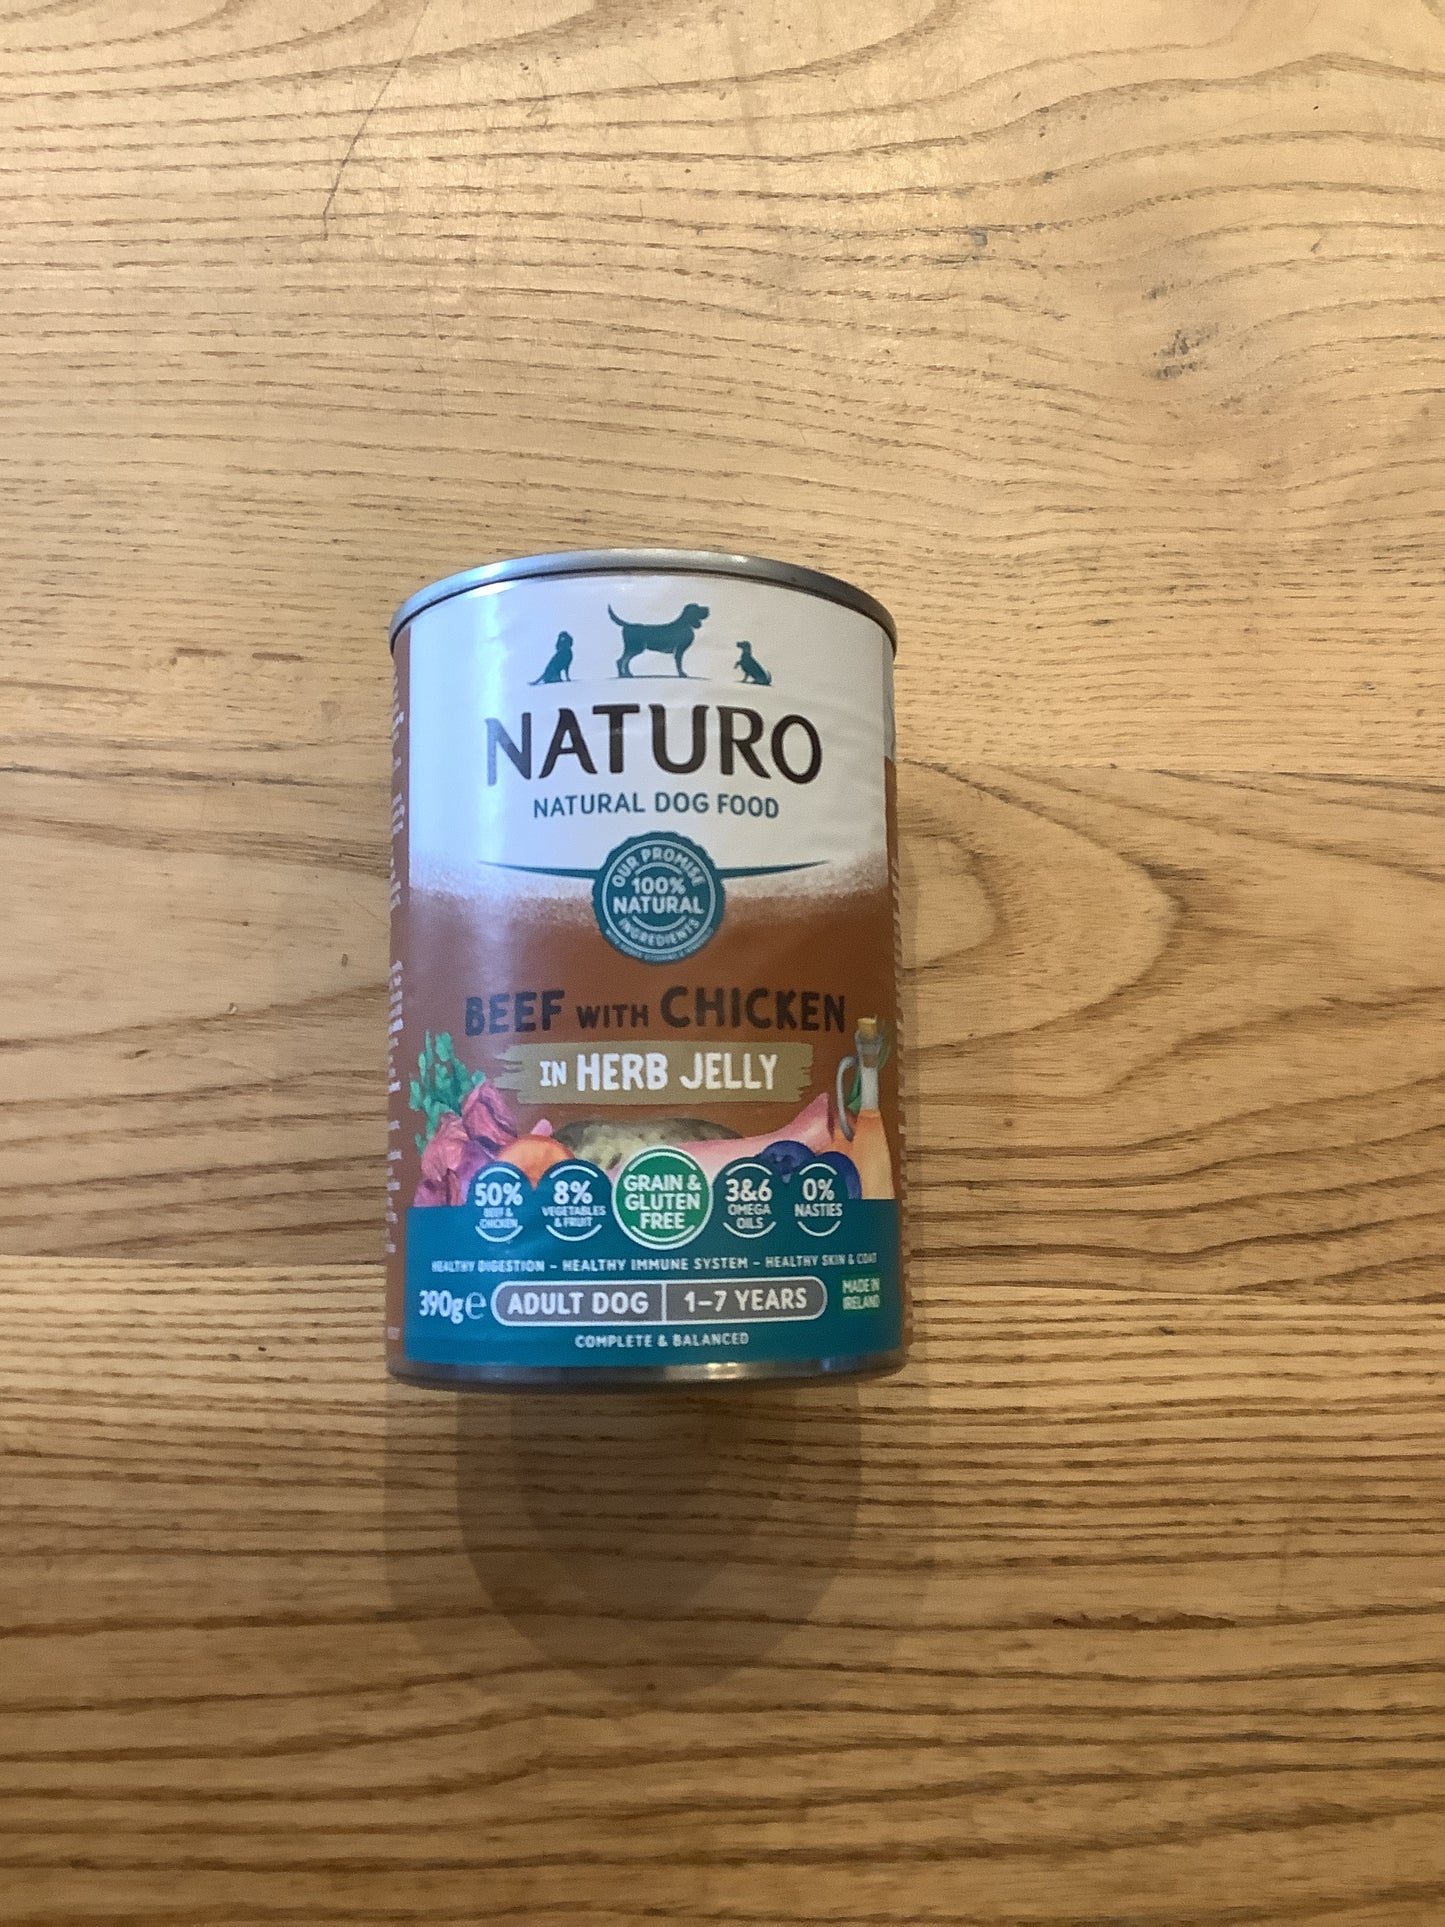 NATURO
NATURAL DOG FOOD
OUR PROMISE
100%
NATURAL
INGREDIENTS
BEEF WITH CHICKEN
IN HERB JELLY
50%
BEEF &
CHICKEN
8%
VEGETABLES
& FRUIT
GRAIN &
GLUTEN
FREE
3&6
OMEGA
OILS
0%
NASTIES
HEALTHY DIGESTION – HEALTHY IMMUNE SYSTEM – HEALTHY SKIN & COAT
390g℮ ADULT DOG 1–7 YEARS
MADE IN
IRELAND
COMPLETE & BALANCED